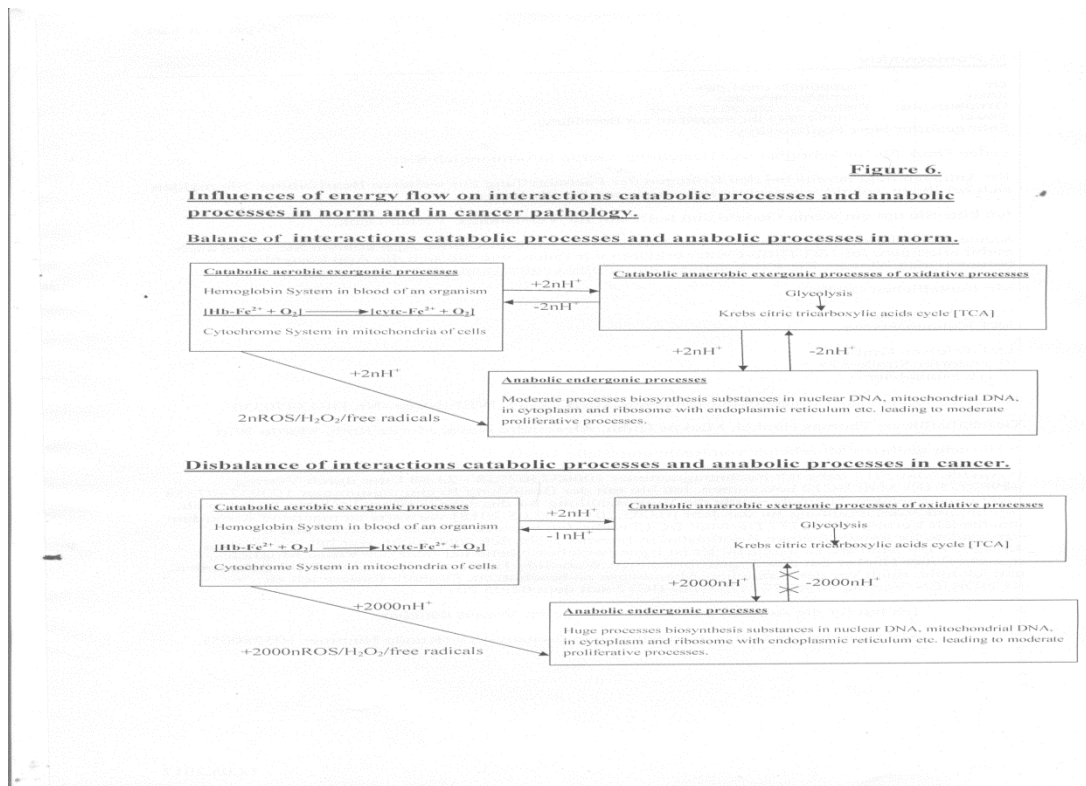 Figure 6.
Influences of energy flow on interactions catabolic processes and anabolic
processes in norm and in cancer pathology.
Balance of interactions catabolic processes and anabolic processes in norm.
Catabolic aerobic exergonic processes
Hemoglobin System in blood of an organism
[Hb-Fe²⁺ + O₂] ⟶ [cytc-Fe²⁺ + O₂]
Cytochrome System in mitochondria of cells
+2nH⁺
-2nH⁺
Catabolic anaerobic exergonic processes of oxidative processes
Glycolysis
Krebs citric tricarboxylic acids cycle [TCA]
+2nH⁺
-2nH⁺
+2nH⁺
2nROS/H₂O₂/free radicals
Anabolic endergonic processes
Moderate processes biosynthesis substances in nuclear DNA, mitochondrial DNA,
in cytoplasm and ribosome with endoplasmic reticulum etc. leading to moderate
proliferative processes.
Disbalance of interactions catabolic processes and anabolic processes in cancer.
Catabolic aerobic exergonic processes
Hemoglobin System in blood of an organism
[Hb-Fe²⁺ + O₂] ⟶ [cytc-Fe²⁺ + O₂]
Cytochrome System in mitochondria of cells
+2nH⁺
-1nH⁺
Catabolic anaerobic exergonic processes of oxidative processes
Glycolysis
Krebs citric tricarboxylic acids cycle [TCA]
+2000nH⁺
-2000nH⁺
+2000nH⁺
+2000nROS/H₂O₂/free radicals
Anabolic endergonic processes
Huge processes biosynthesis substances in nuclear DNA, mitochondrial DNA,
in cytoplasm and ribosome with endoplasmic reticulum etc. leading to moderate
proliferative processes.